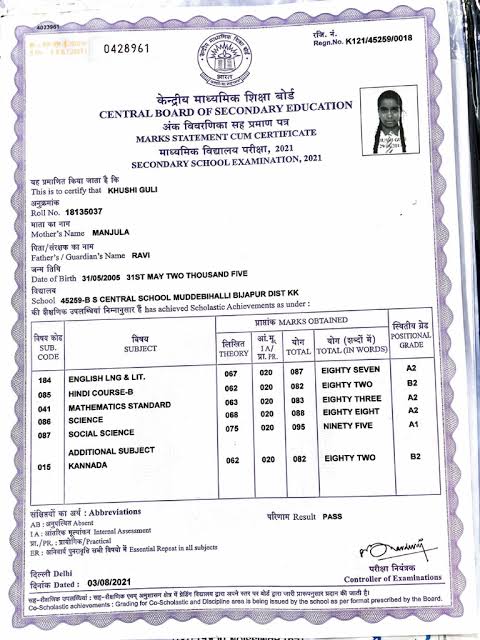 4023961
0428961
रजि. नं.
Regn.No. K121/45259/0018
भारत
केन्द्रीय माध्यमिक शिक्षा बोर्ड
CENTRAL BOARD OF SECONDARY EDUCATION
अंक विवरणिका सह प्रमाण पत्र
MARKS STATEMENT CUM CERTIFICATE
माध्यमिक विद्यालय परीक्षा, 2021
SECONDARY SCHOOL EXAMINATION, 2021
यह प्रमाणित किया जाता है कि
This is to certify that KHUSHI GULI
अनुक्रमांक
Roll No. 18135037
माता का नाम
Mother's Name MANJULA
पिता/संरक्षक का नाम
Father's / Guardian's Name RAVI
जन्म तिथि
Date of Birth 31/05/2005 31ST MAY TWO THOUSAND FIVE
विद्यालय
School 45259-B S CENTRAL SCHOOL MUDDEBIHALLI BIJAPUR DIST KK
की शैक्षणिक उपलब्धियां निम्नानुसार हैं has achieved Scholastic Achievements as under :
प्राप्तांक MARKS OBTAINED
विषय कोड SUB. CODE विषय SUBJECT लिखित THEORY आं.मू. I A/ प्रा. PR. योग TOTAL योग (शब्दों में) TOTAL (IN WORDS) स्थितीय ग्रेड POSITIONAL GRADE
184 ENGLISH LNG & LIT. 067 020 087 EIGHTY SEVEN A2
085 HINDI COURSE-B 062 020 082 EIGHTY TWO B2
041 MATHEMATICS STANDARD 063 020 083 EIGHTY THREE A2
086 SCIENCE 068 020 088 EIGHTY EIGHT A2
087 SOCIAL SCIENCE 075 020 095 NINETY FIVE A1
ADDITIONAL SUBJECT
015 KANNADA 062 020 082 EIGHTY TWO B2
संक्षिप्तियों का अर्थ : Abbreviations
AB : अनुपस्थित Absent
I A : आंतरिक मूल्यांकन Internal Assessment
प्रा./PR. : प्रायोगिक/Practical
ER : अनिवार्य पुनरावृत्ति सभी विषयों में Essential Repeat in all subjects
परिणाम Result PASS
दिल्ली Delhi
दिनांक Dated : 03/08/2021
परीक्षा नियंत्रक
Controller of Examinations
सह-शैक्षिक उपलब्धियां : सह-शैक्षिक एवम् अनुशासन क्षेत्र में ग्रेडिंग विद्यालय द्वारा अपने स्तर पर बोर्ड द्वारा जारी प्रारूपनुसार प्रदान की जाती है।
Co-Scholastic achievements : Grading for Co-Scholastic and Discipline area is being issued by the school as per format prescribed by the Board.